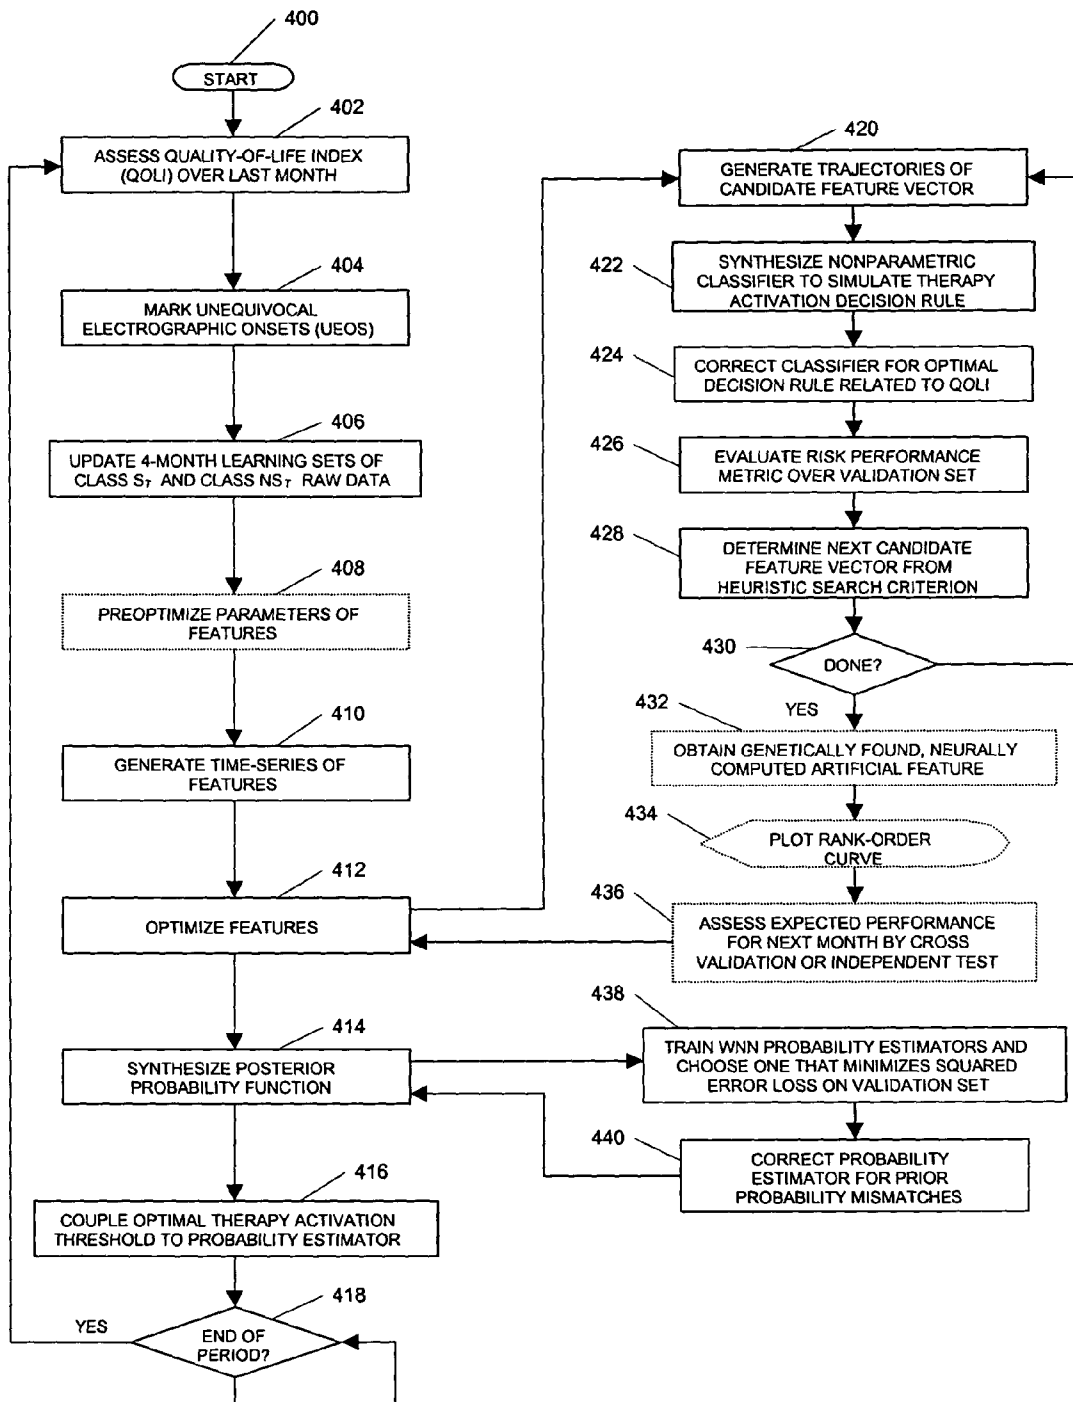 400
START
402
ASSESS QUALITY-OF-LIFE INDEX
(QOLI) OVER LAST MONTH
404
MARK UNEQUIVOCAL
ELECTROGRAPHIC ONSETS (UEOS)
406
UPDATE 4-MONTH LEARNING SETS OF
CLASS S_T AND CLASS NS_T RAW DATA
408
PREOPTIMIZE PARAMETERS OF
FEATURES
410
GENERATE TIME-SERIES OF
FEATURES
412
OPTIMIZE FEATURES
414
SYNTHESIZE POSTERIOR
PROBABILITY FUNCTION
416
COUPLE OPTIMAL THERAPY ACTIVATION
THRESHOLD TO PROBABILITY ESTIMATOR
418
YES
END OF
PERIOD?
420
GENERATE TRAJECTORIES OF
CANDIDATE FEATURE VECTOR
422
SYNTHESIZE NONPARAMETRIC
CLASSIFIER TO SIMULATE THERAPY
ACTIVATION DECISION RULE
424
CORRECT CLASSIFIER FOR OPTIMAL
DECISION RULE RELATED TO QOLI
426
EVALUATE RISK PERFORMANCE
METRIC OVER VALIDATION SET
428
DETERMINE NEXT CANDIDATE
FEATURE VECTOR FROM
HEURISTIC SEARCH CRITERION
430
DONE?
YES
432
OBTAIN GENETICALLY FOUND, NEURALLY
COMPUTED ARTIFICIAL FEATURE
434
PLOT RANK-ORDER
CURVE
436
ASSESS EXPECTED PERFORMANCE
FOR NEXT MONTH BY CROSS
VALIDATION OR INDEPENDENT TEST
438
TRAIN WNN PROBABILITY ESTIMATORS AND
CHOOSE ONE THAT MINIMIZES SQUARED
ERROR LOSS ON VALIDATION SET
440
CORRECT PROBABILITY
ESTIMATOR FOR PRIOR
PROBABILITY MISMATCHES